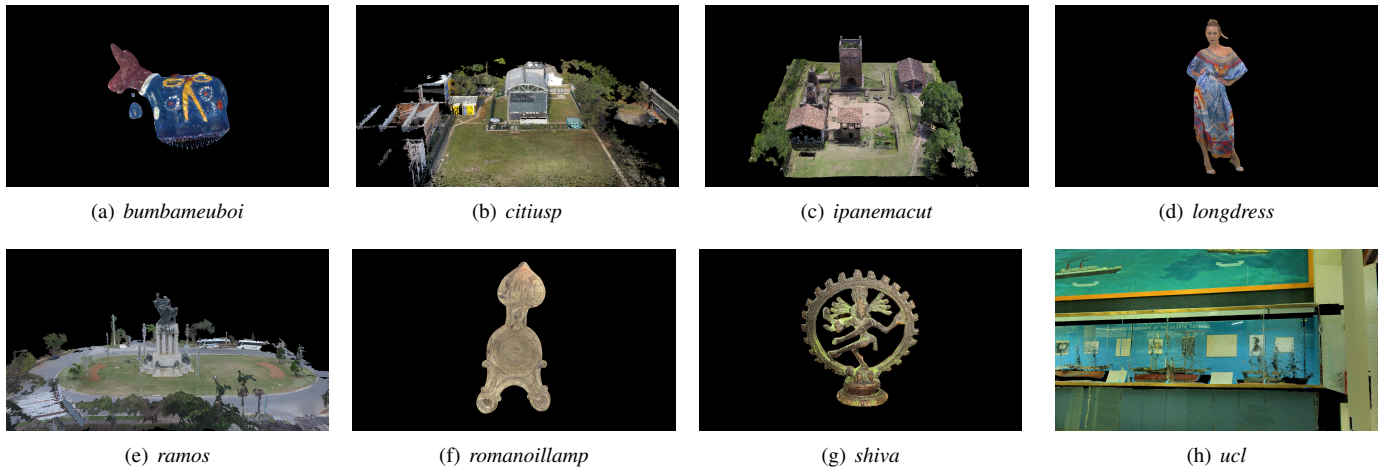 (a) bumbameuboi
(b) citiusp
(c) ipanemacut
(d) longdress
(e) ramos
(f) romanoillamp
(g) shiva
(h) ucl